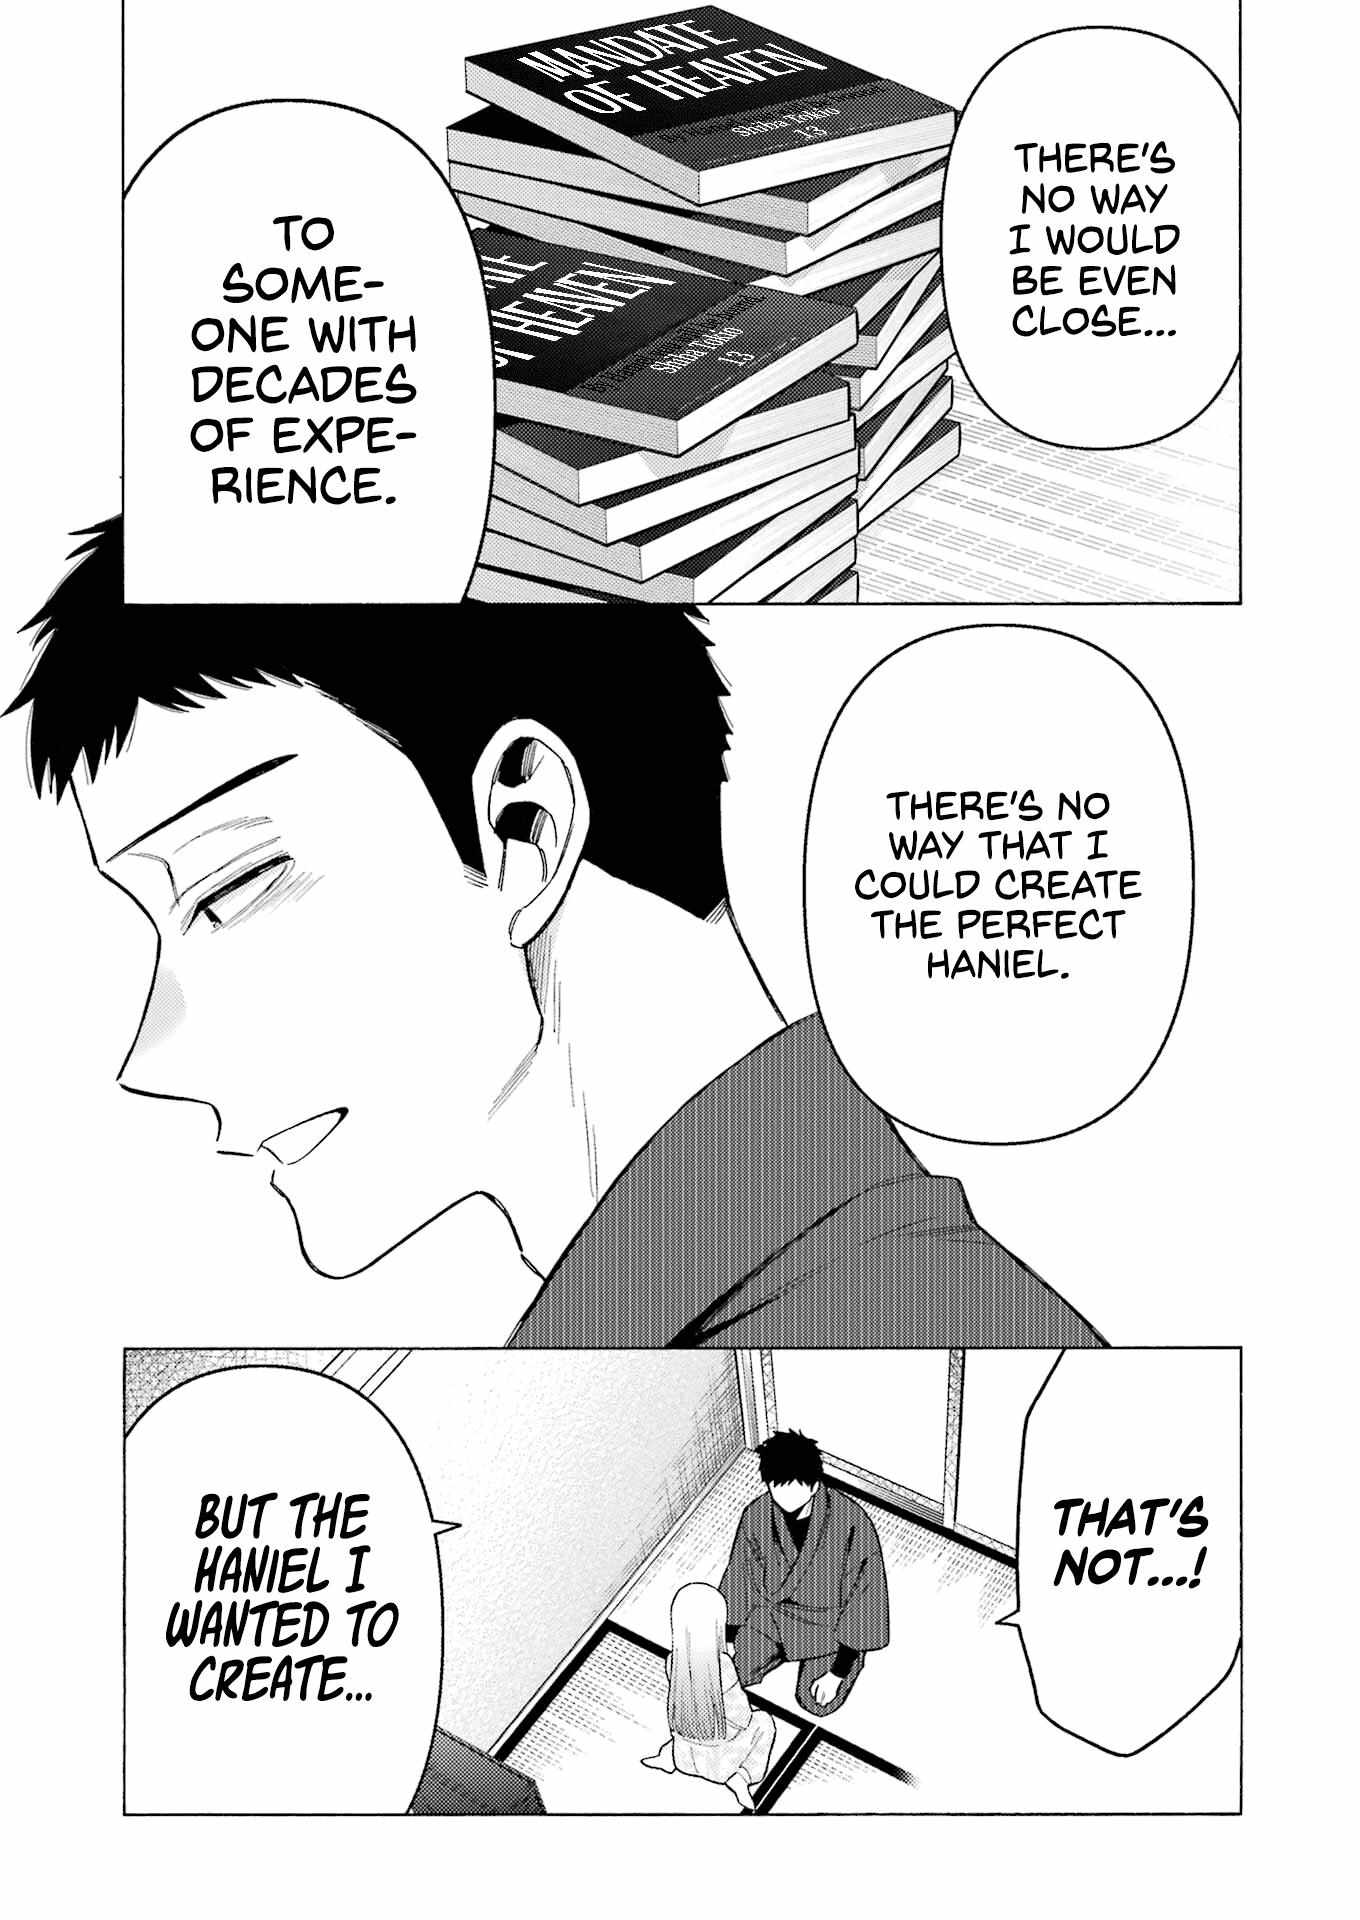 THERE'S
NO WAY
I WOULD
BE EVEN
CLOSE...
MANDATE
OF HEAVEN
Shiba Tokio
13
OF HEAVEN
Shiba Tokio
13
TO
SOME-
ONE WITH
DECADES
OF EXPE-
RIENCE.
THERE'S NO
WAY THAT I
COULD CREATE
THE PERFECT
HANIEL.
THAT'S
NOT...!
BUT THE
HANIEL I
WANTED TO
CREATE...